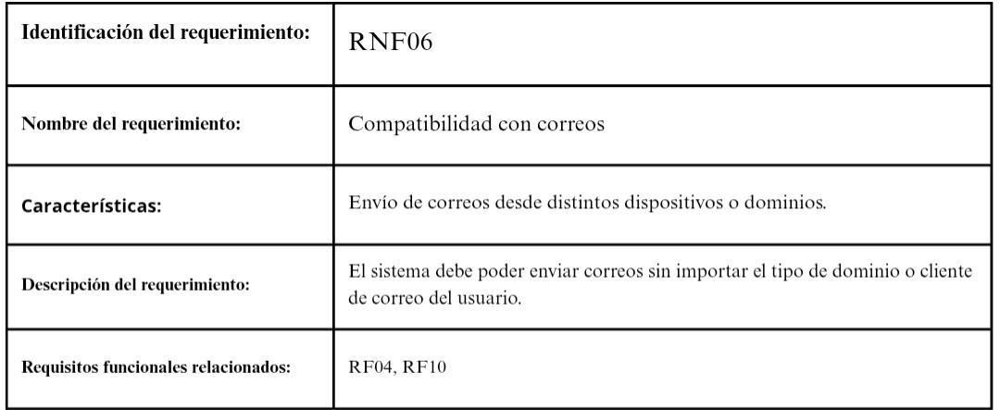 Identificación del requerimiento:
RNF06
Nombre del requerimiento:
Compatibilidad con correos
Características:
Envío de correos desde distintos dispositivos o dominios.
Descripción del requerimiento:
El sistema debe poder enviar correos sin importar el tipo de dominio o cliente
de correo del usuario.
Requisitos funcionales relacionados:
RF04, RF10